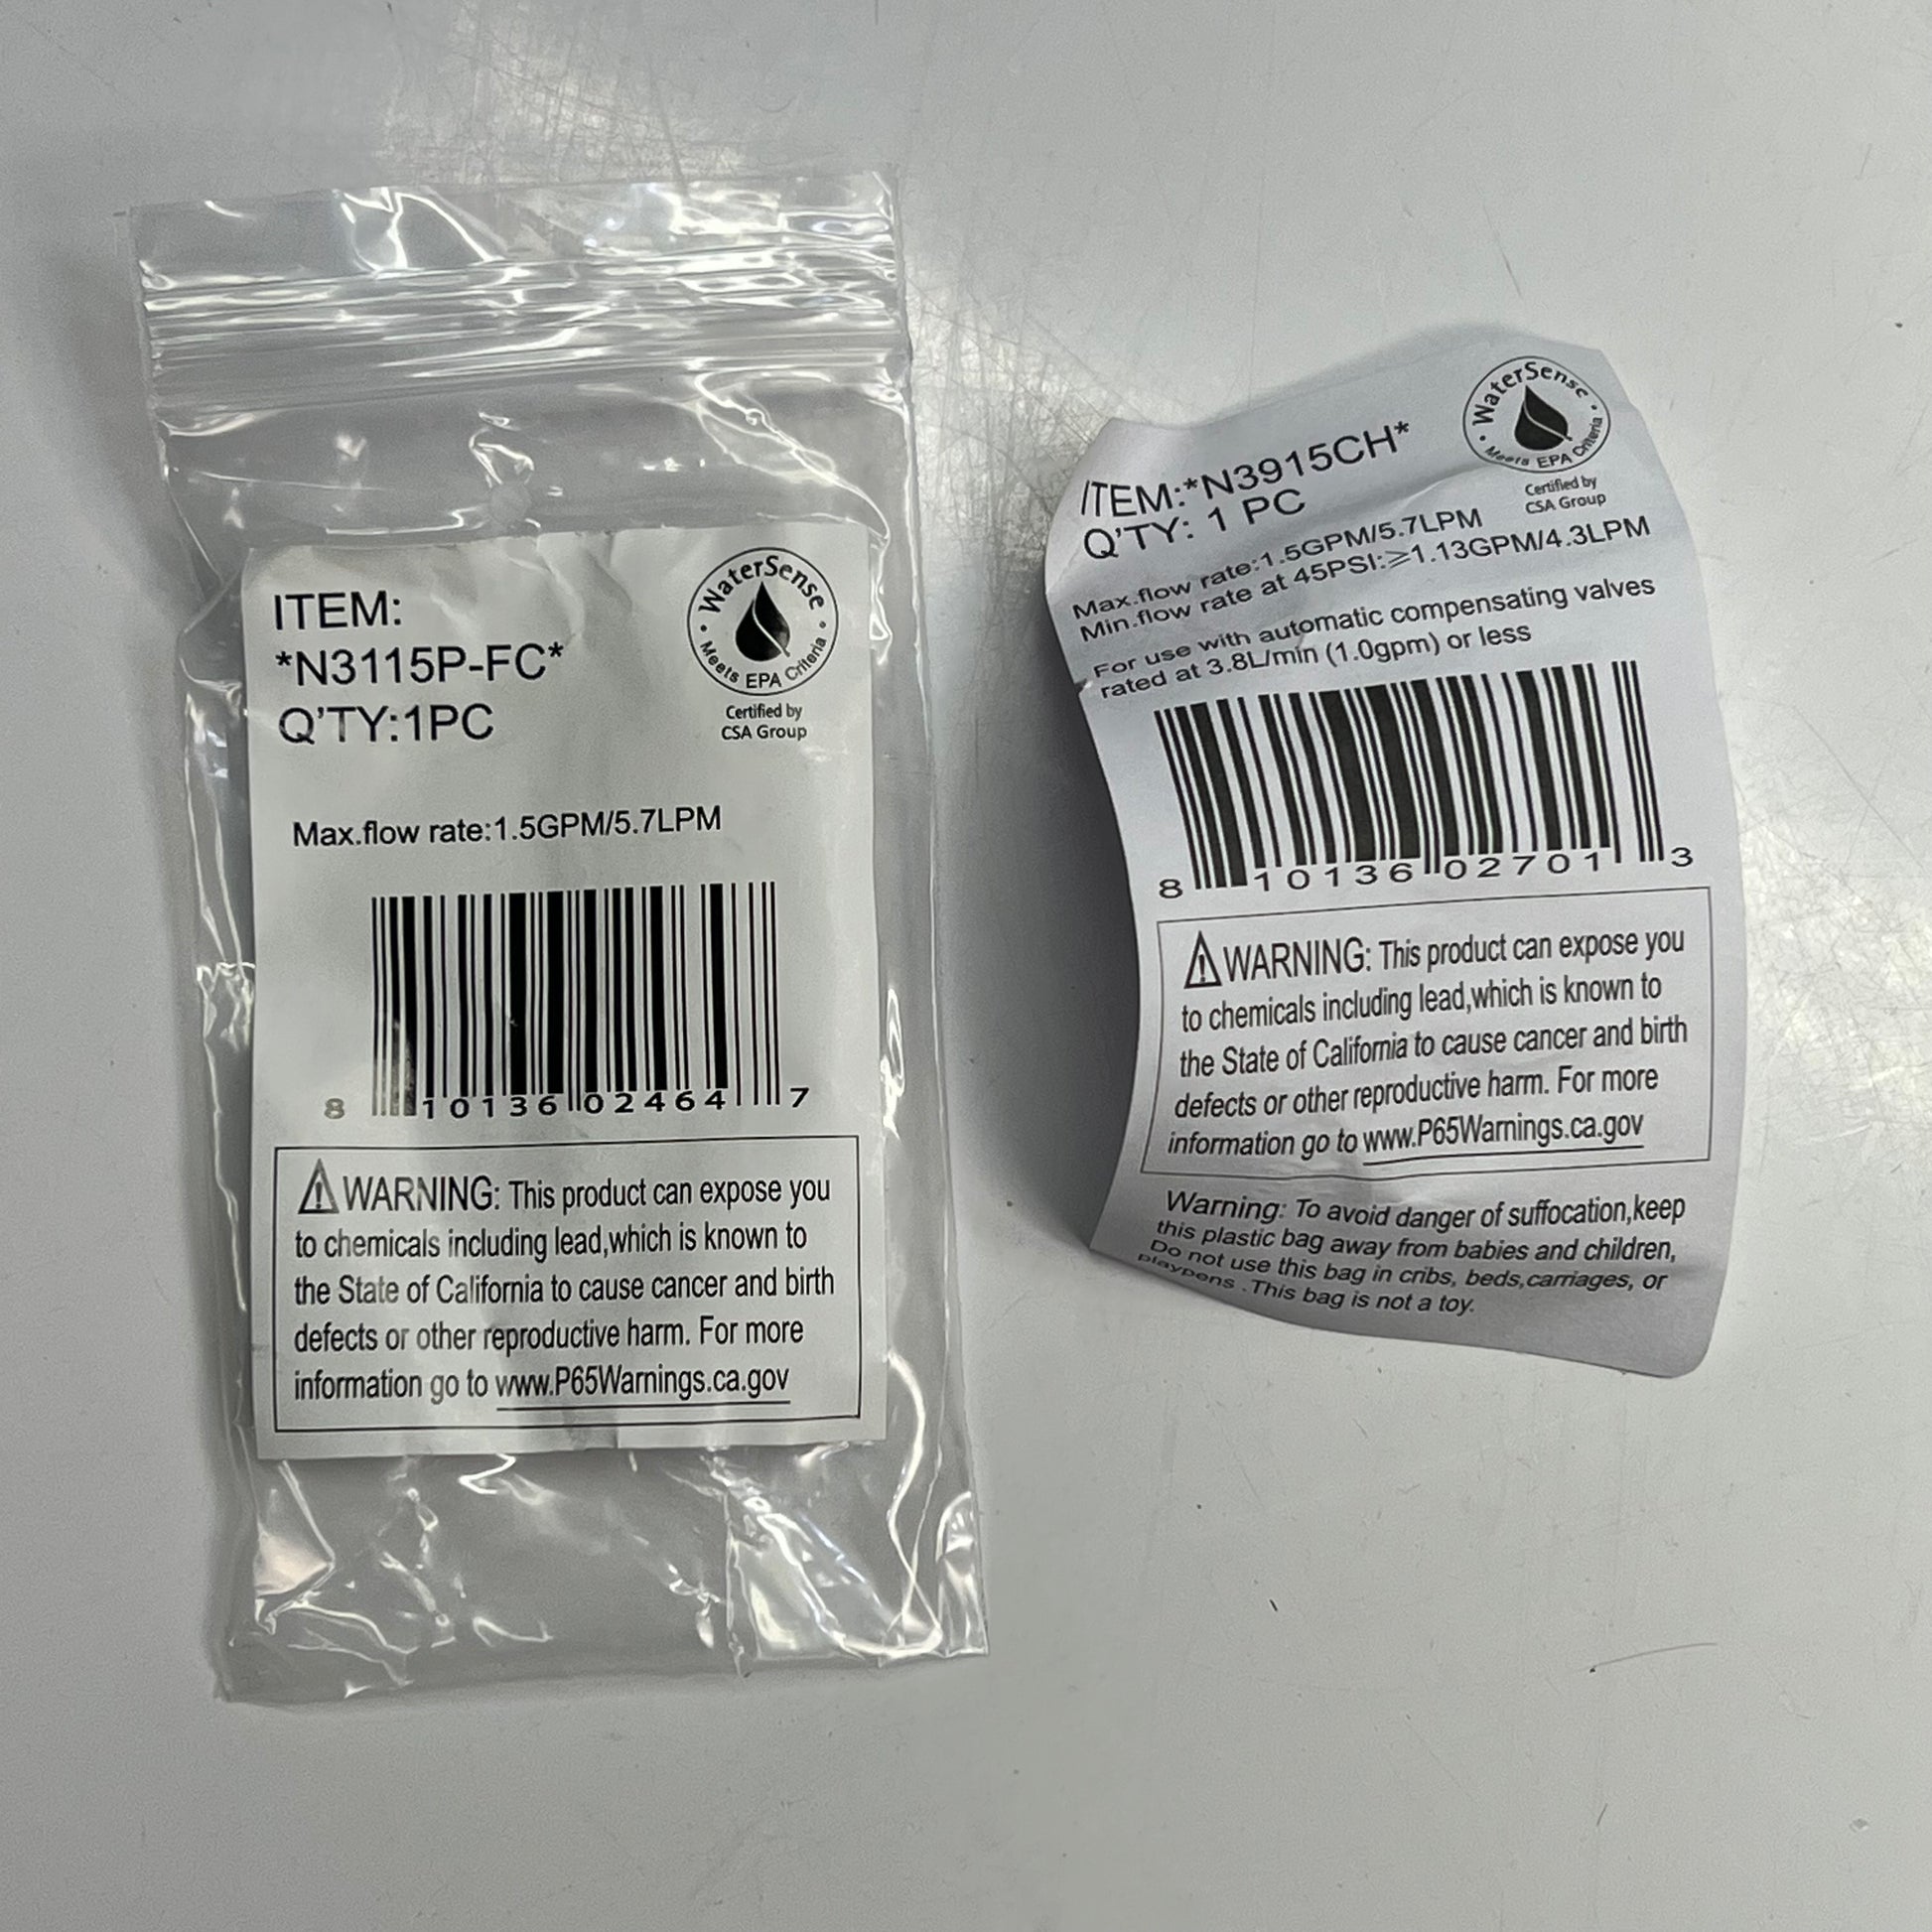 ITEM:
*N3115P-FC*
Q'TY:1PC
WaterSense
Meets EPA Criteria
Certified by
CSA Group
Max.flow rate:1.5GPM/5.7LPM
8 10136 02464 7
WARNING: This product can expose you
to chemicals including lead,which is known to
the State of California to cause cancer and birth
defects or other reproductive harm. For more
information go to www.P65Warnings.ca.gov
ITEM:*N3915CH*
Q'TY: 1 PC
WaterSense
Meets EPA Criteria
Certified by
CSA Group
Max.flow rate:1.5GPM/5.7LPM
Min.flow rate at 45PSI:⩾1.13GPM/4.3LPM
For use with automatic compensating valves
rated at 3.8L/min (1.0gpm) or less
8 10136 02701 3
WARNING: This product can expose you
to chemicals including lead,which is known to
the State of California to cause cancer and birth
defects or other reproductive harm. For more
information go to www.P65Warnings.ca.gov
Warning: To avoid danger of suffocation,keep
this plastic bag away from babies and children,
Do not use this bag in cribs, beds,carriages, or
playpens .This bag is not a toy.